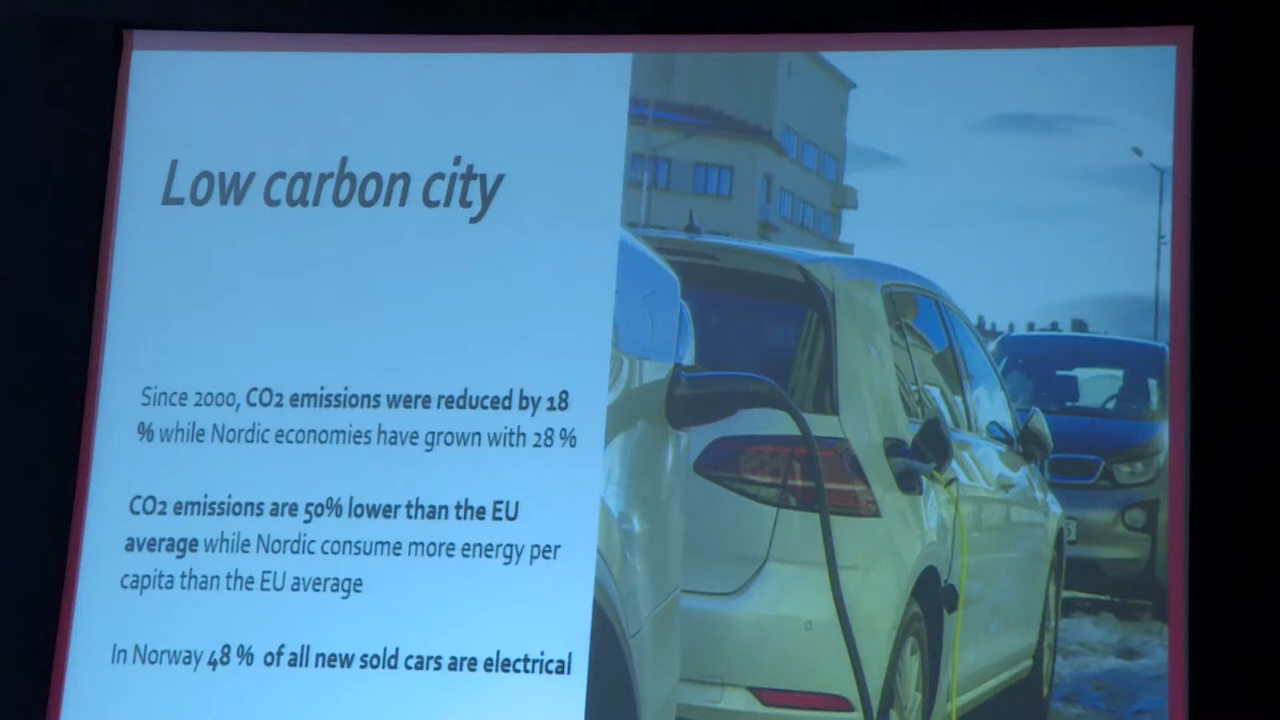 Low carbon city
Since 2000, CO2 emissions were reduced by 18
% while Nordic economies have grown with 28 %
CO2 emissions are 50% lower than the EU
average while Nordic consume more energy per
capita than the EU average
In Norway 48 % of all new sold cars are electrical